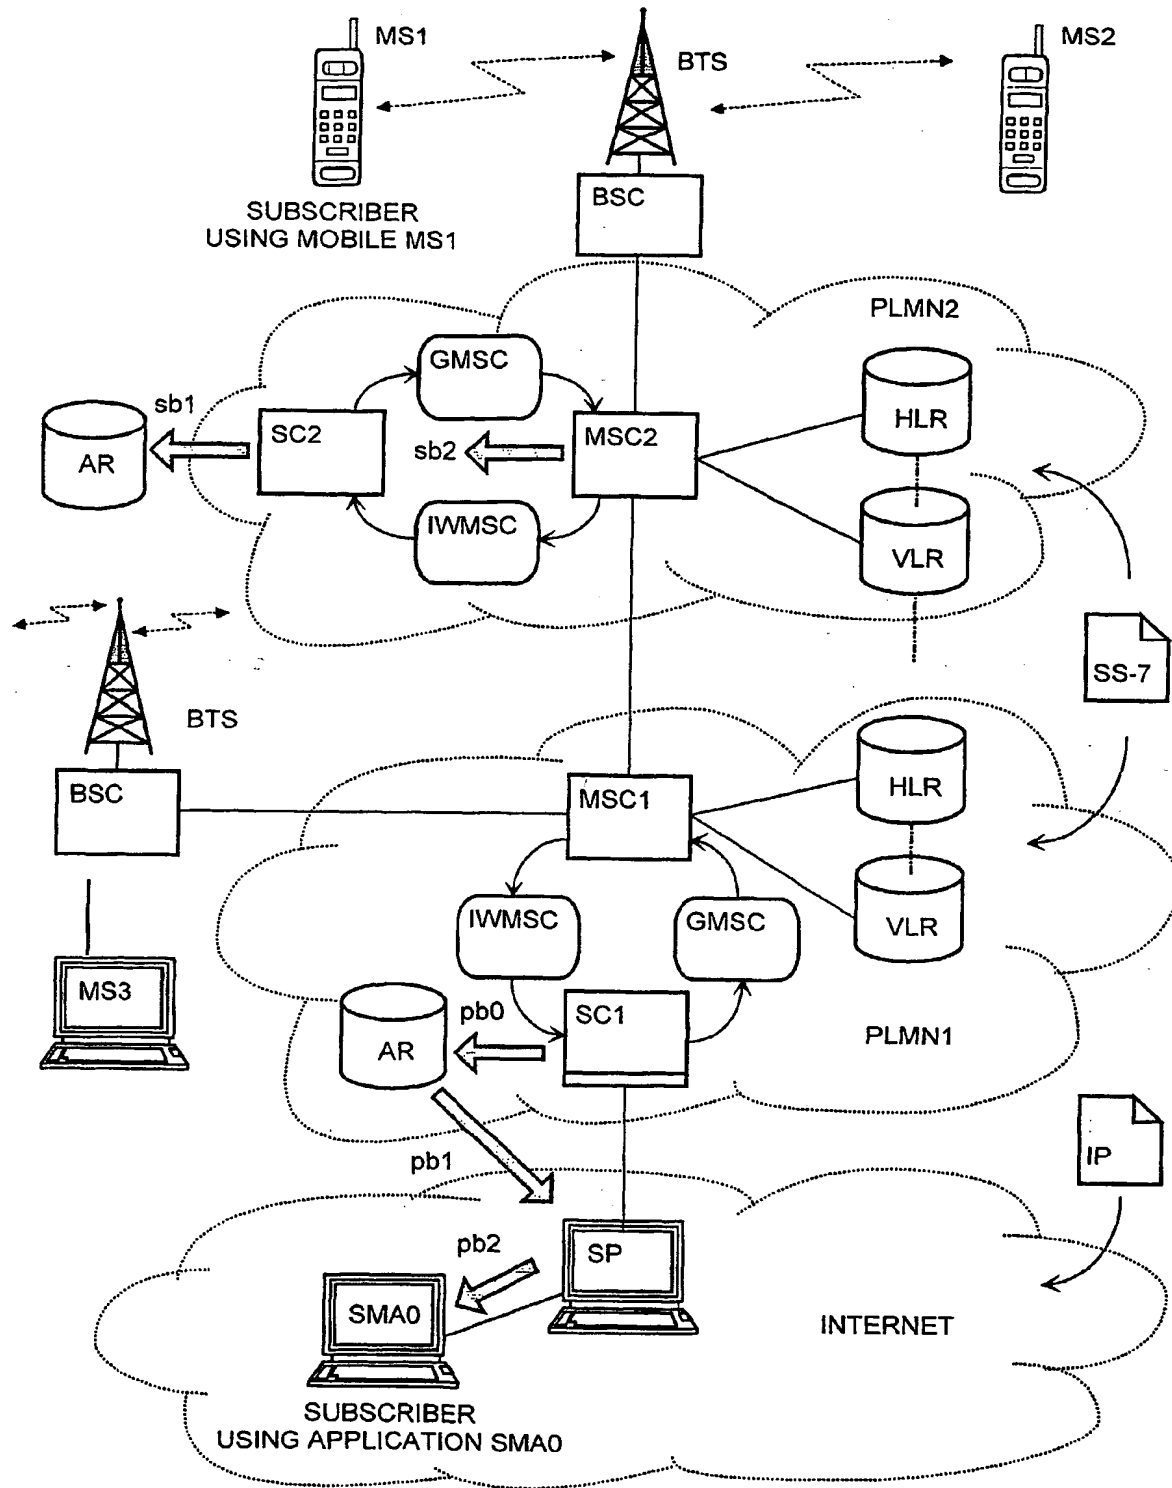 MS1
BTS
MS2
BSC
SUBSCRIBER
USING MOBILE MS1
PLMN2
GMSC
HLR
sb1
SC2
MSC2
sb2
AR
IWMSC
VLR
SS-7
BTS
BSC
MSC1
HLR
IWMSC
GMSC
VLR
MS3
pb0
SC1
AR
PLMN1
pb1
IP
pb2
SP
SMA0
INTERNET
SUBSCRIBER
USING APPLICATION SMA0